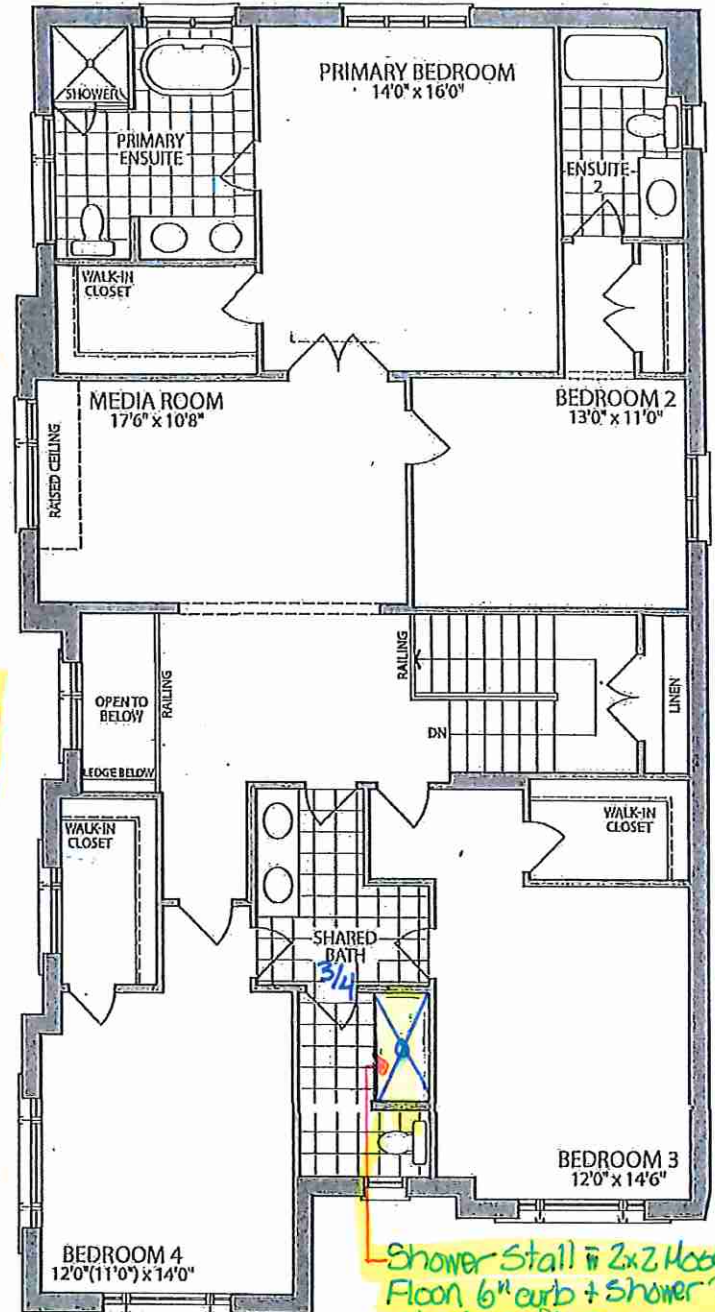 PRIMARY BEDROOM
14'0" x 16'0"
SHOWER
PRIMARY
ENSUITE
ENSUITE-
2
WALK-IN
CLOSET
MEDIA ROOM
17'6" x 10'8"
BEDROOM 2
13'0" x 11'0"
RAISED CEILING
OPEN TO
BELOW
RAILING
RAILING
LINEN
DN
LEDGE BELOW
WALK-IN
CLOSET
WALK-IN
CLOSET
SHARED
BATH
3/4
BEDROOM 3
12'0" x 14'6"
BEDROOM 4
12'0"(11'0") x 14'0"
Shower Stall 2x2
Floor 6" curb + Shower